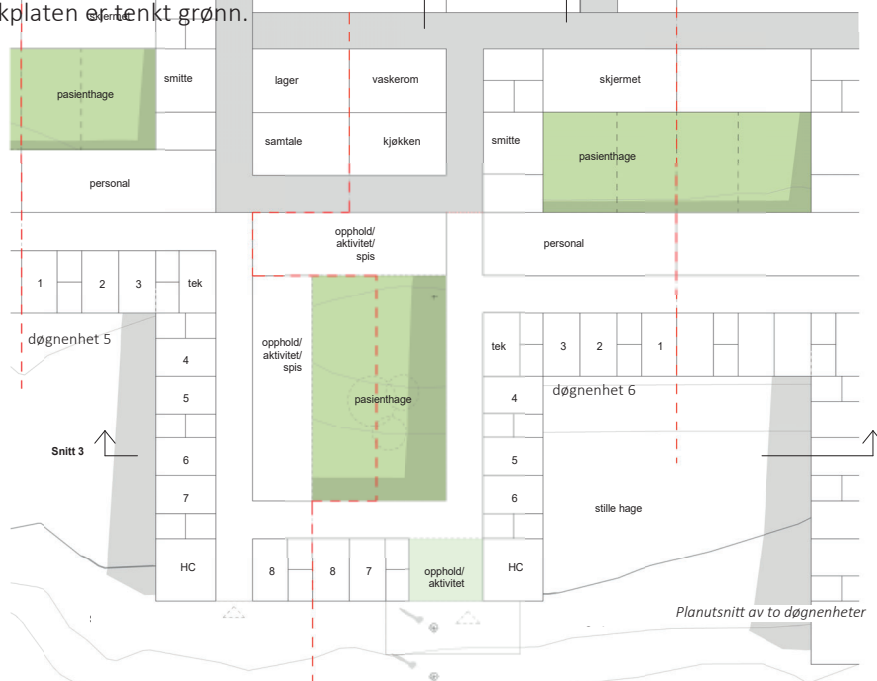 kplaten er tenkt grønn.
skjermet
smitte
lager
vaskerom
skjermet
pasienthage
samtale
kjøkken
smitte
pasienthage
personal
opphold/
aktivitet/
spis
personal
1
2
3
tek
døgnenhet 5
opphold/
aktivitet/
spis
tek
3
2
1
4
pasienthage
døgnenhet 6
4
5
Snitt 3
6
5
7
6
stille hage
HC
8
8
7
opphold/
aktivitet
HC
Planutsnitt av to døgnenheter